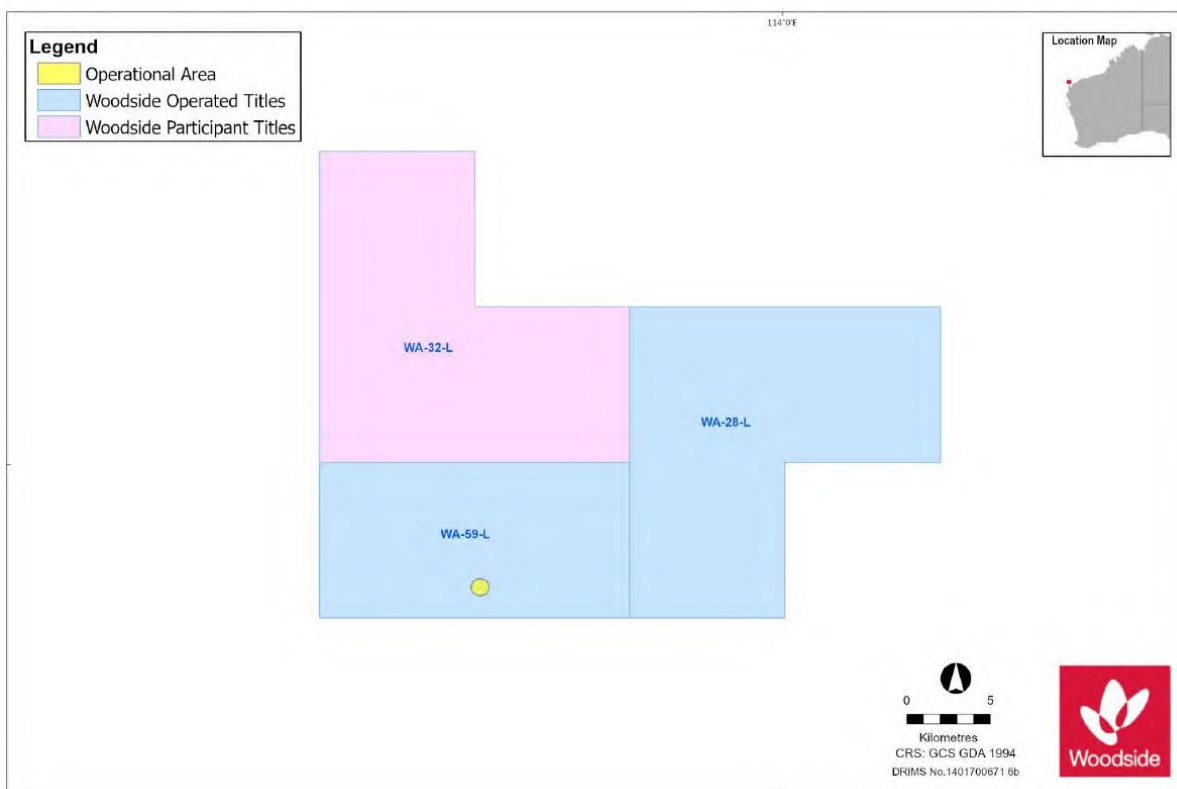 114°0'E
Legend
Operational Area
Woodside Operated Titles
Woodside Participant Titles
Location Map
WA-32-L
WA-28-L
WA-59-L
0 5
Kilometres
CRS: GCS GDA 1994
DRIMS No.1401700671 6b
Woodside